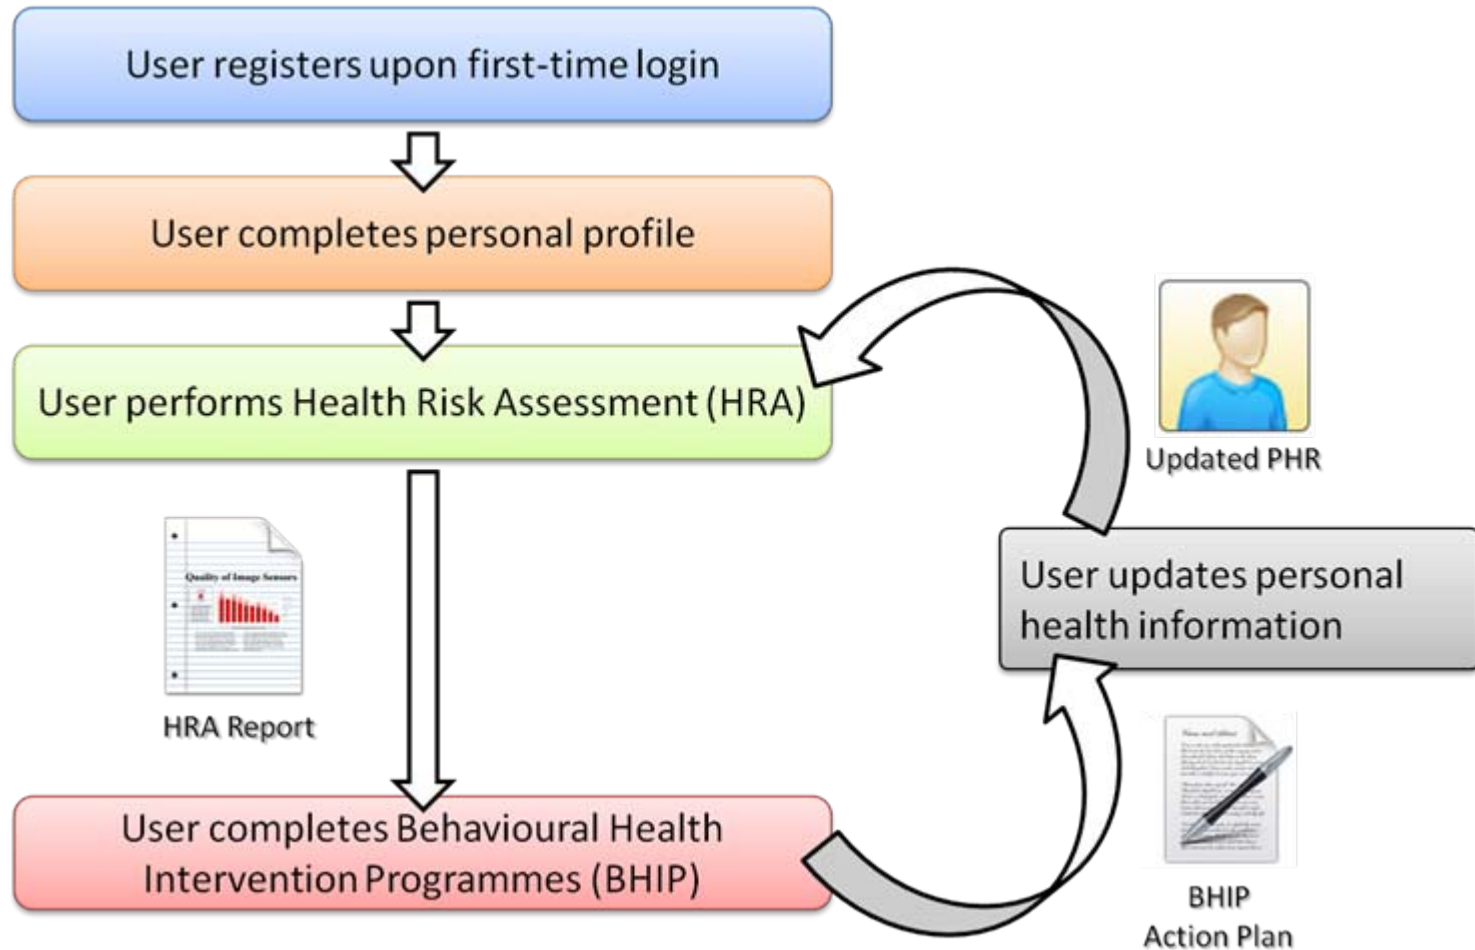 User registers upon first-time login
User completes personal profile
User performs Health Risk Assessment (HRA)
Updated PHR
Quality of Image Sensors
HRA Report
User updates personal
health information
User completes Behavioural Health
Intervention Programmes (BHIP)
BHIP
Action Plan